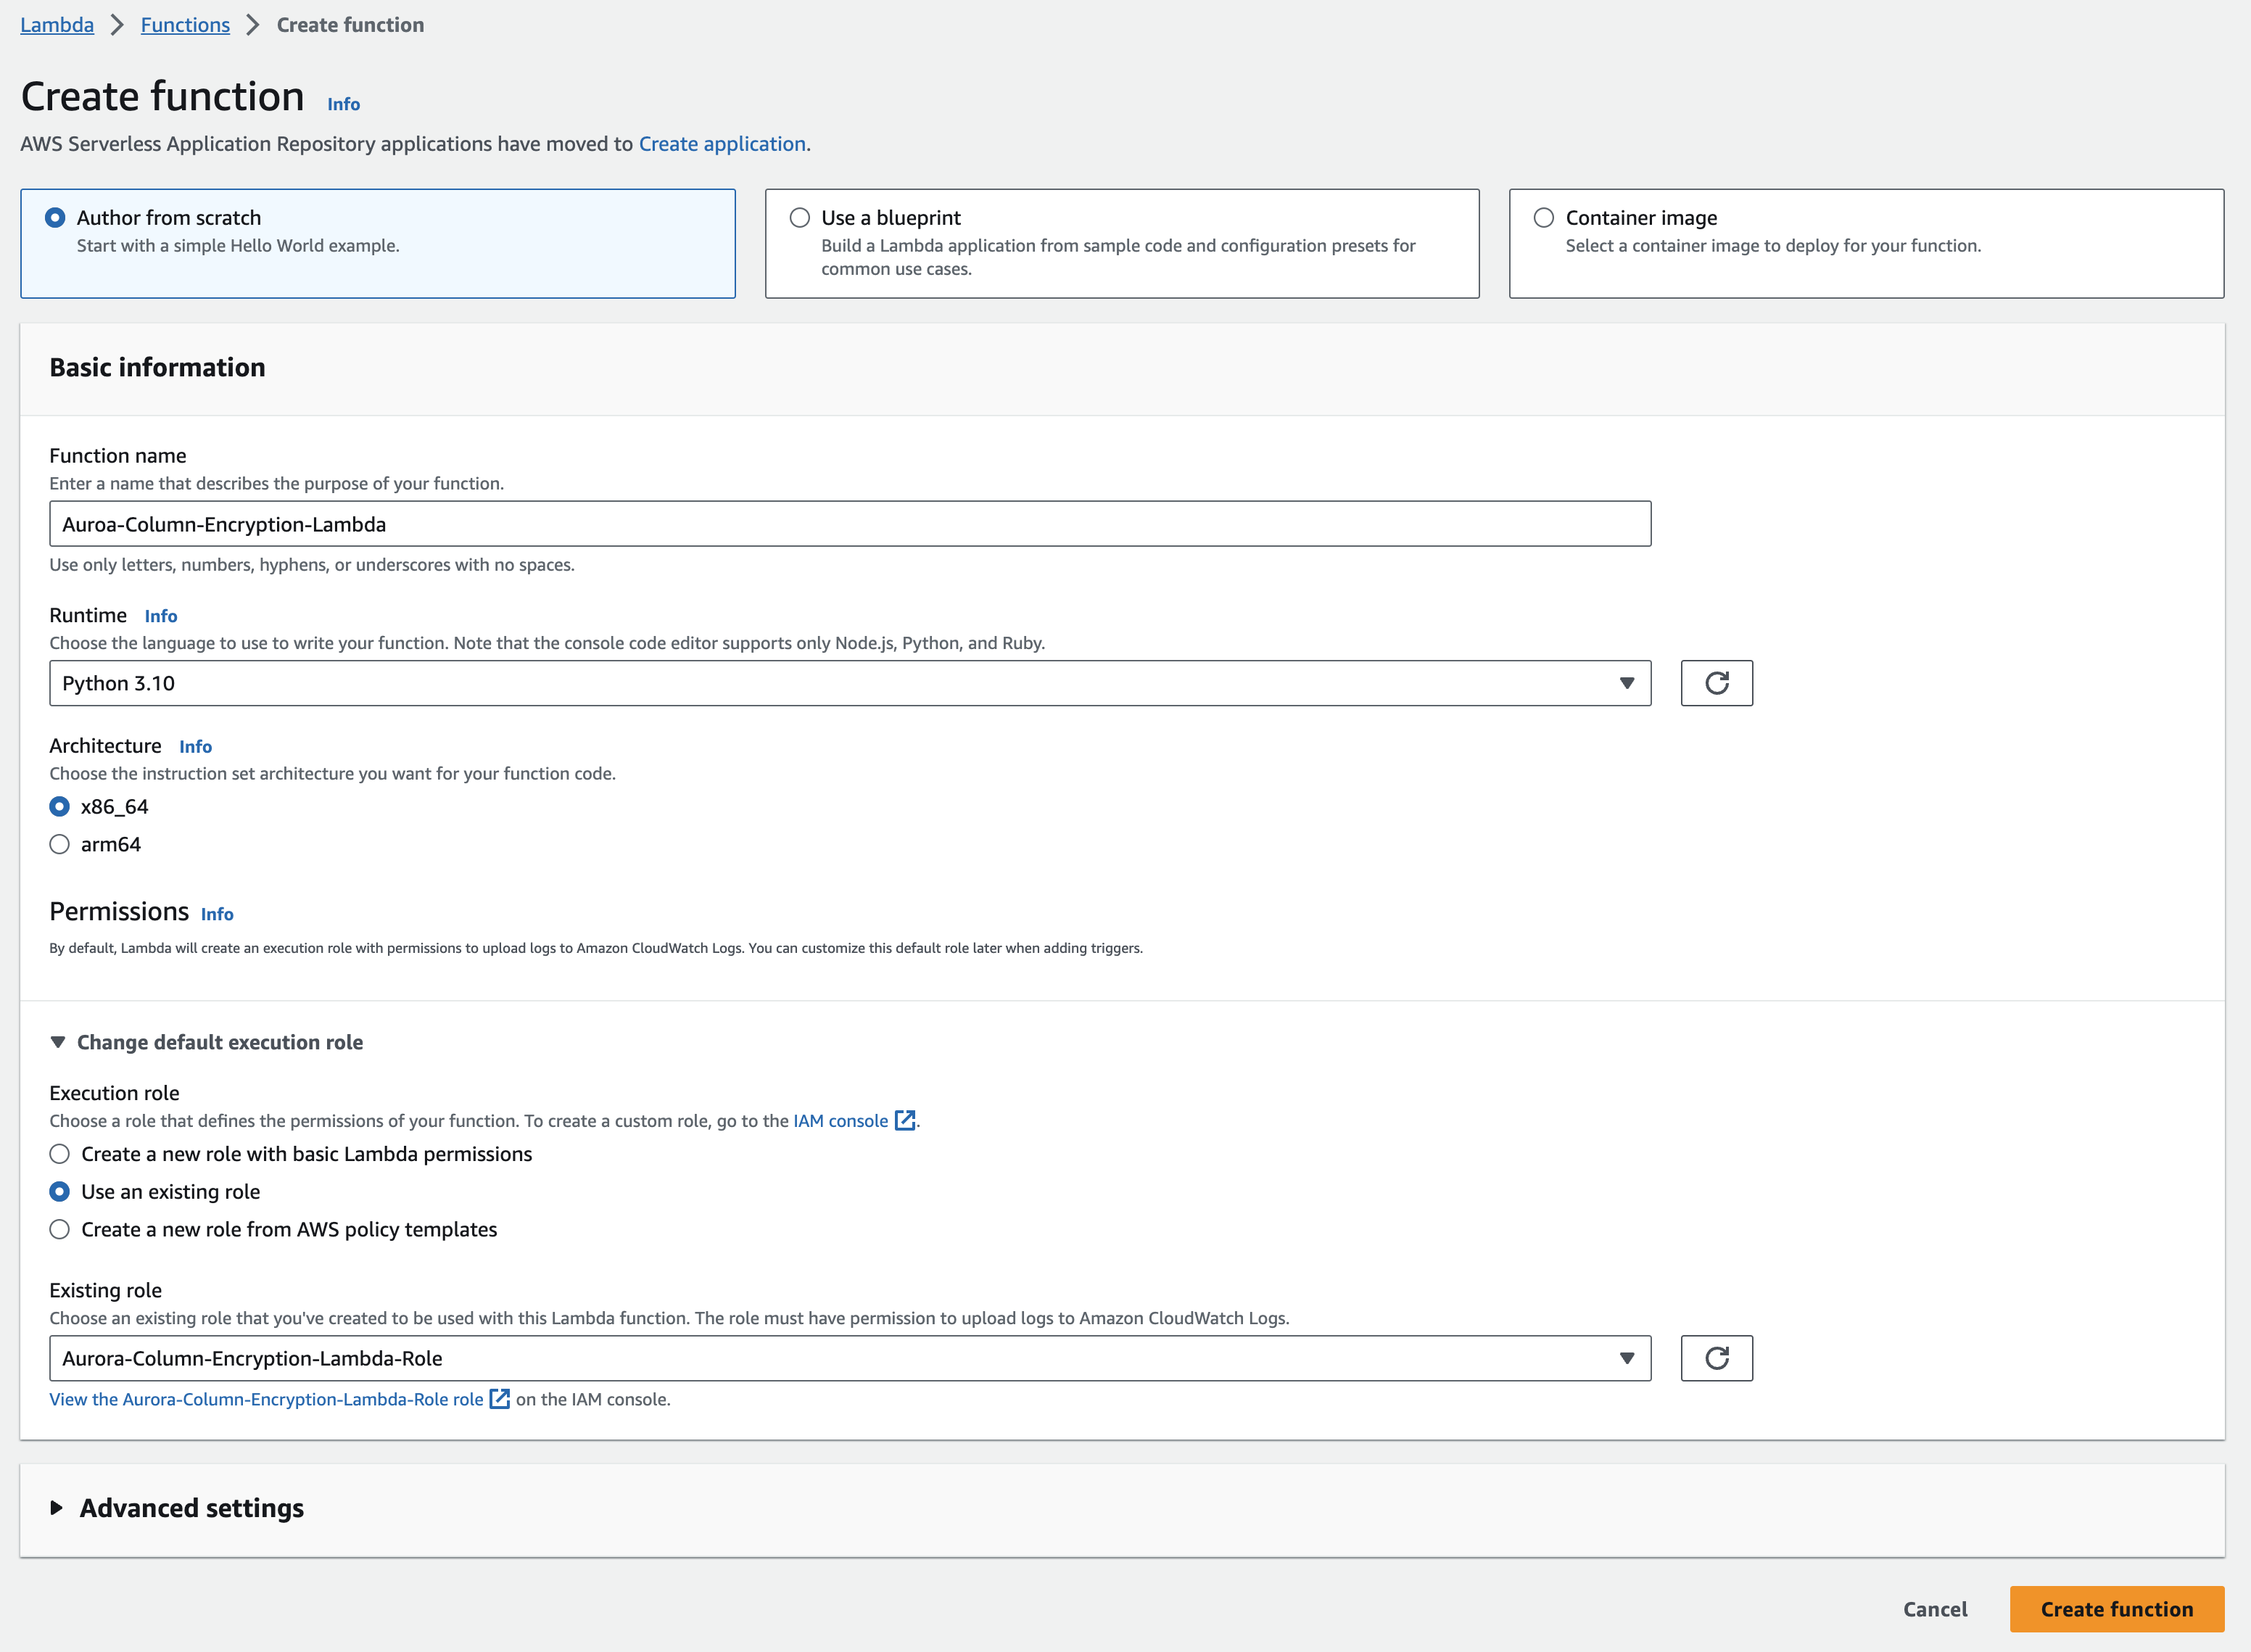 Lambda > Functions > Create function
Create function Info
AWS Serverless Application Repository applications have moved to Create application.
Author from scratch
Start with a simple Hello World example.
Use a blueprint
Build a Lambda application from sample code and configuration presets for
common use cases.
Container image
Select a container image to deploy for your function.
Basic information
Function name
Enter a name that describes the purpose of your function.
Auroa-Column-Encryption-Lambda
Use only letters, numbers, hyphens, or underscores with no spaces.
Runtime Info
Choose the language to use to write your function. Note that the console code editor supports only Node.js, Python, and Ruby.
Python 3.10
Architecture Info
Choose the instruction set architecture you want for your function code.
x86_64
arm64
Permissions Info
By default, Lambda will create an execution role with permissions to upload logs to Amazon CloudWatch Logs. You can customize this default role later when adding triggers.
Change default execution role
Execution role
Choose a role that defines the permissions of your function. To create a custom role, go to the IAM console.
Create a new role with basic Lambda permissions
Use an existing role
Create a new role from AWS policy templates
Existing role
Choose an existing role that you've created to be used with this Lambda function. The role must have permission to upload logs to Amazon CloudWatch Logs.
Aurora-Column-Encryption-Lambda-Role
View the Aurora-Column-Encryption-Lambda-Role role on the IAM console.
Advanced settings
Cancel
Create function